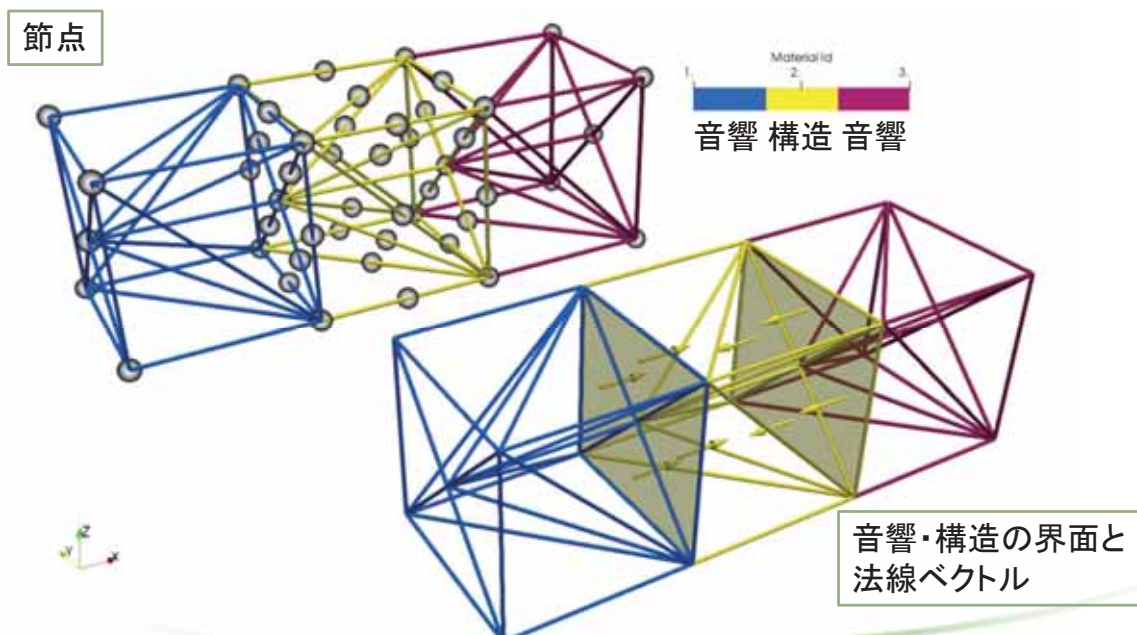 節点
Material Id
1. 2. 3.
音響 構造 音響
Z
Y X
音響・構造の界面と
法線ベクトル